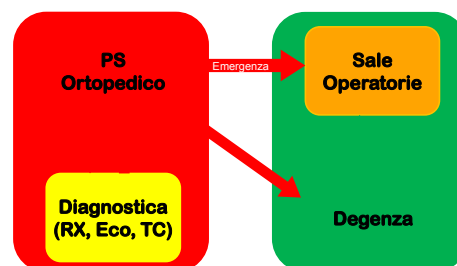 PS
Ortopedico
Emergenza
Sale
Operatorie
Diagnostica
(RX, Eco, TC)
Degenza